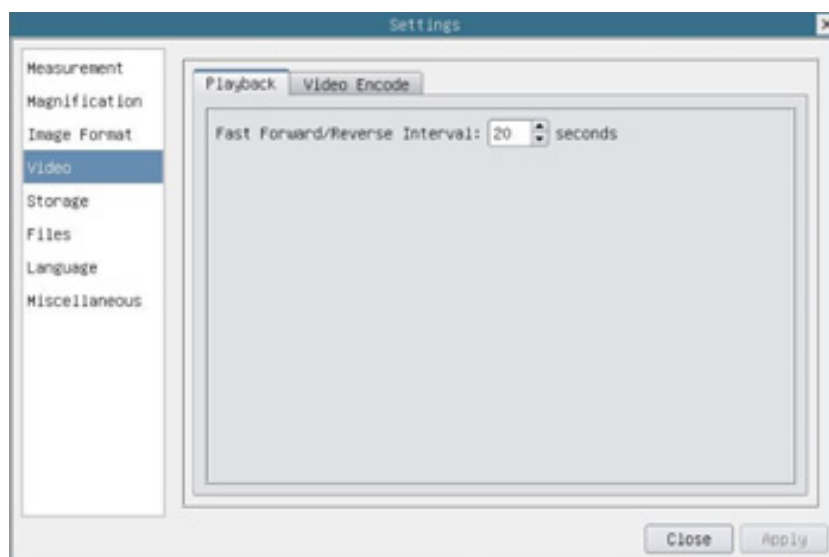 Settings
Measurement
Magnification
Image Format
Video
Storage
Files
Language
Miscellaneous
Playback
Video Encode
Fast Forward/Reverse Interval: 20 seconds
Close
Apply